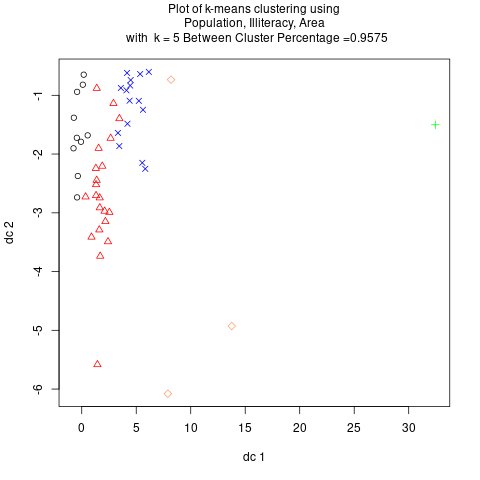 Plot of k-means clustering using
Population, Illiteracy, Area
with  k = 5 Between Cluster Percentage =0.9575
-1
-2
-3
-4
-5
-6
dc 2
0 5 10 15 20 25 30
dc 1